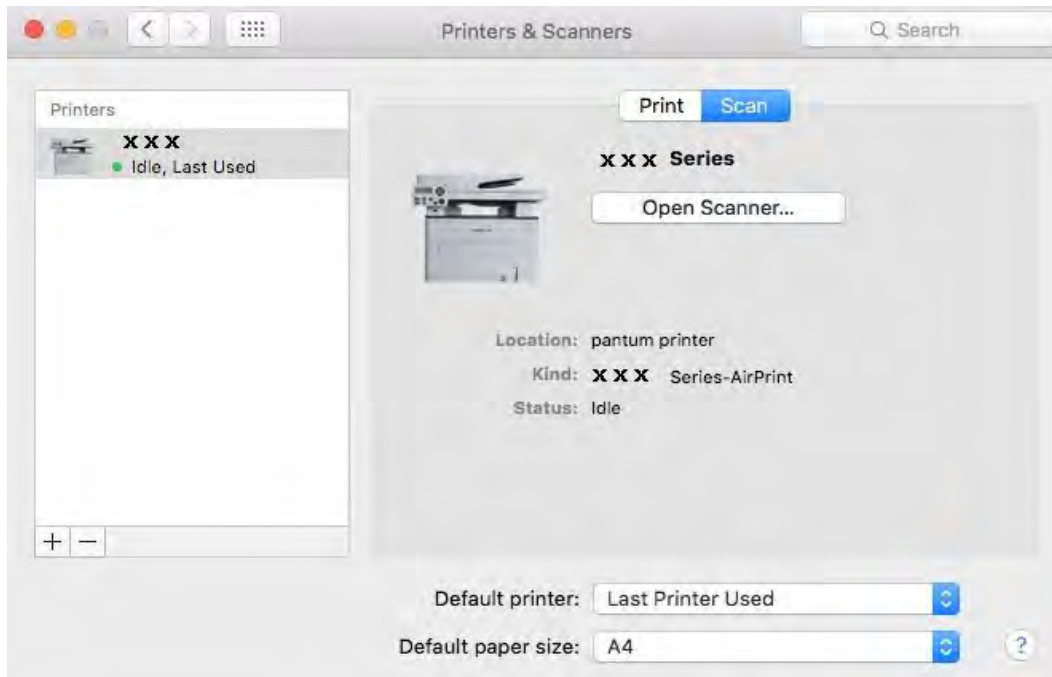 Printers & Scanners
Search
Printers
x x x
Idle, Last Used
Print Scan
x x x Series
Open Scanner...
Location: pantum printer
Kind: x x x Series-AirPrint
Status: Idle
+ −
Default printer: Last Printer Used
Default paper size: A4
?